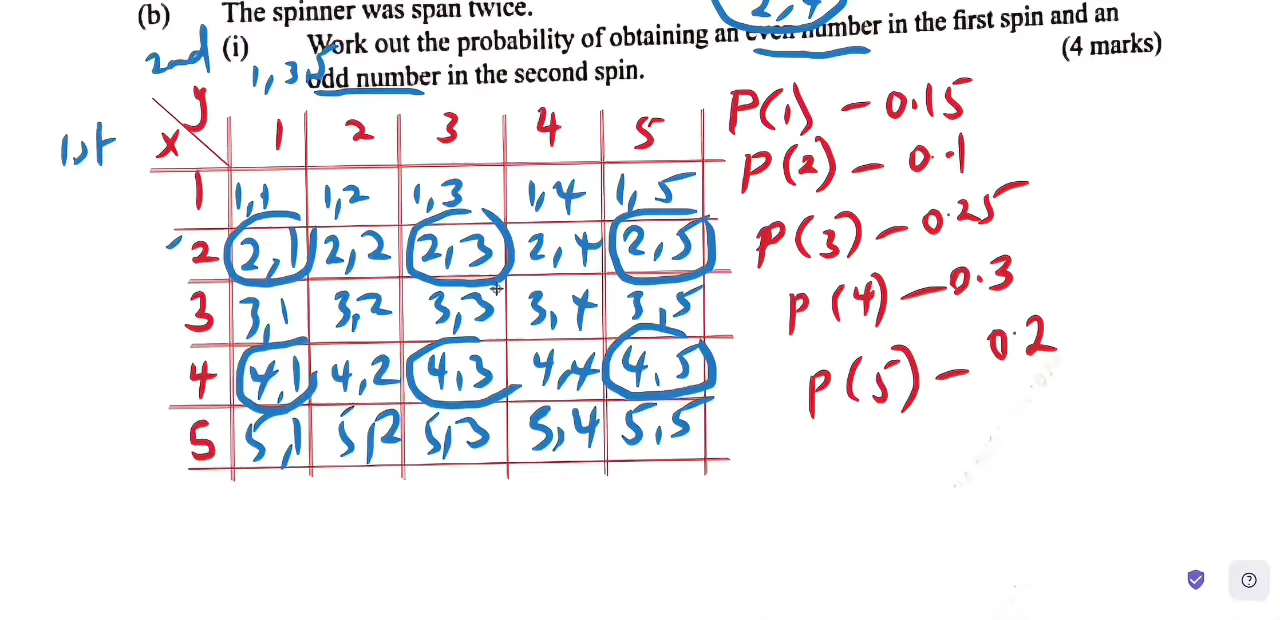 (b) The spinner was span twice.
2,4
2nd (i) Work out the probability of obtaining an even number in the first spin and an
1,3,5 odd number in the second spin. (4 marks)
1st x y 1 2 3 4 5
1 1,1 1,2 1,3 1,4 1,5
2 2,1 2,2 2,3 2,4 2,5
3 3,1 3,2 3,3 3,4 3,5
4 4,1 4,2 4,3 4,4 4,5
5 5,1 5,2 5,3 5,4 5,5
P(1) - 0.15
P(2) - 0.1
P(3) - 0.25
P(4) - 0.3
P(5) - 0.2